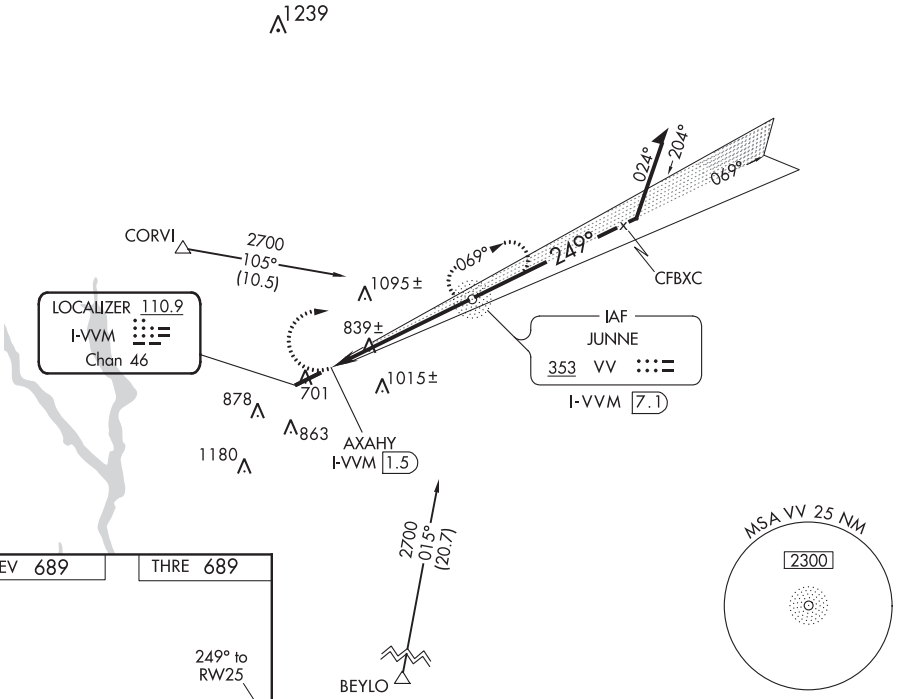 1239
024°
204°
069°
CORVI
2700
105°
(10.5)
069°
249°
CFBXC
1095±
LOCALIZER 110.9
I-VVM
Chan 46
839±
IAF
JUNNE
353 VV
I-VVM 7.1
701
1015±
878
863
AXAHY
I-VVM 1.5
1180
2700
015°
(20.7)
MSA VV 25 NM
2300
EV 689
THRE 689
249° to
RW25
BEYLO